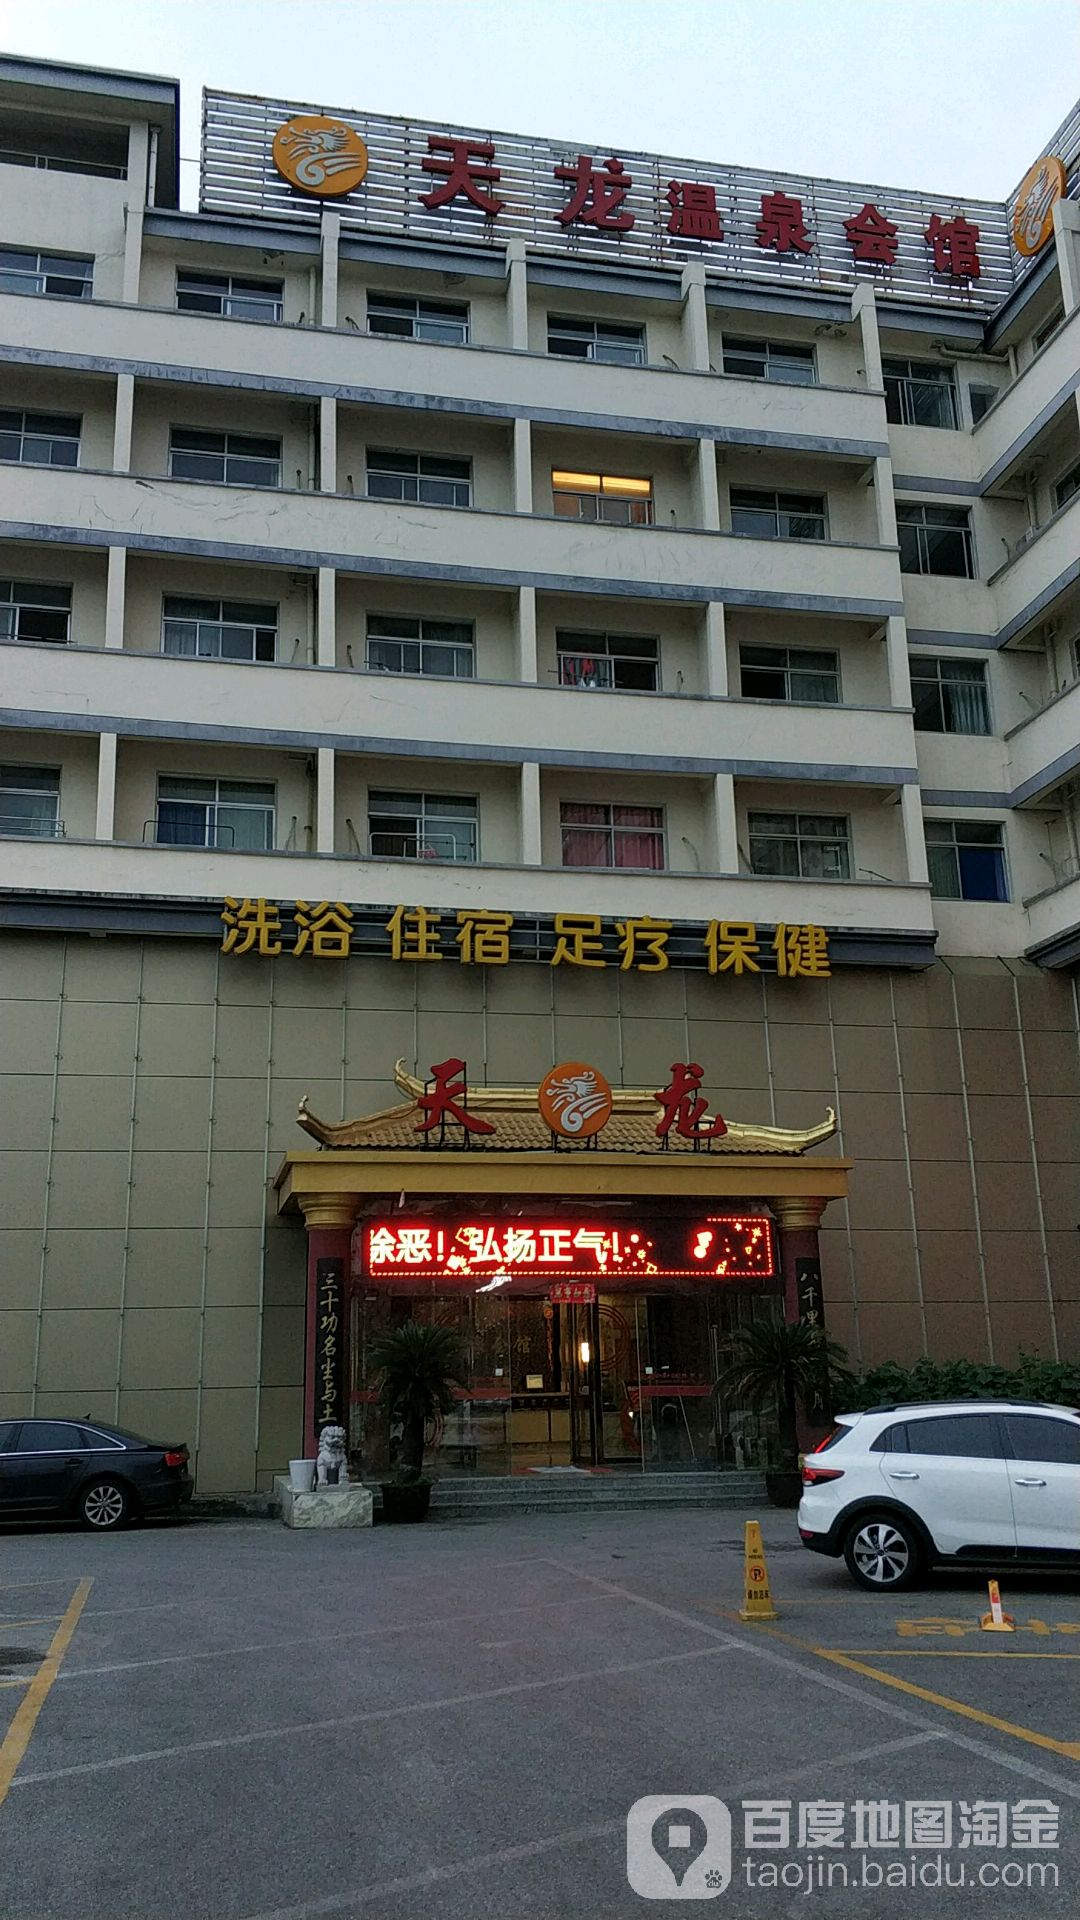 天龙温泉会馆
洗浴 住宿 足疗 保健
天龙
除恶！弘扬正气！
三十功名尘与土
八千里
月
百度地图淘金
taojin.baidu.com